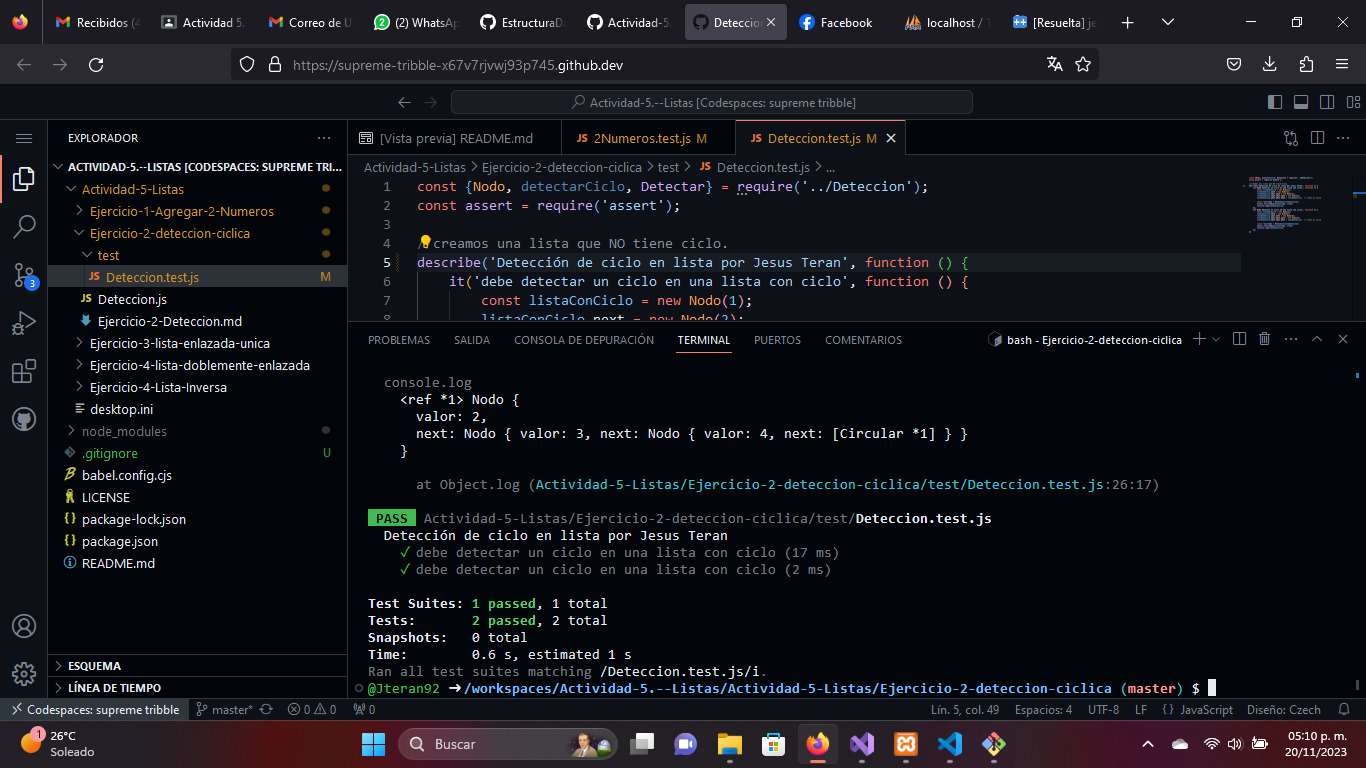 Recibidos (4
Actividad 5.
Correo de U
(2) WhatsAp
EstructuraDa
Actividad-5.
Deteccion
Facebook
localhost / 1
[Resuelta] je
https://supreme-tribble-x67v7rjvwj93p745.github.dev
Actividad-5.--Listas [Codespaces: supreme tribble]
EXPLORADOR
ACTIVIDAD-5.--LISTAS [CODESPACES: SUPREME TRI...
Actividad-5-Listas
Ejercicio-1-Agregar-2-Numeros
Ejercicio-2-deteccion-ciclica
test
JS Deteccion.test.js M
JS Deteccion.js
Ejercicio-2-Deteccion.md
Ejercicio-3-lista-enlazada-unica
Ejercicio-4-lista-doblemente-enlazada
Ejercicio-4-Lista-Inversa
desktop.ini
node_modules
.gitignore U
babel.config.cjs
LICENSE
package-lock.json
package.json
README.md
ESQUEMA
LÍNEA DE TIEMPO
3
[Vista previa] README.md
JS 2Numeros.test.js M
JS Deteccion.test.js M
Actividad-5-Listas > Ejercicio-2-deteccion-ciclica > test > JS Deteccion.test.js > ...
1 const {Nodo, detectarCiclo, Detectar} = require('../Deteccion');
2 const assert = require('assert');
3
4 / creamos una lista que NO tiene ciclo.
5 describe('Detección de ciclo en lista por Jesus Teran', function () {
6 it('debe detectar un ciclo en una lista con ciclo', function () {
7 const listaConCiclo = new Nodo(1);
8 listaConCiclo.next = new Nodo(2);
PROBLEMAS SALIDA CONSOLA DE DEPURACIÓN TERMINAL PUERTOS COMENTARIOS
bash - Ejercicio-2-deteccion-ciclica
console.log
<ref *1> Nodo {
valor: 2,
next: Nodo { valor: 3, next: Nodo { valor: 4, next: [Circular *1] } }
}
at Object.log (Actividad-5-Listas/Ejercicio-2-deteccion-ciclica/test/Deteccion.test.js:26:17)
PASS Actividad-5-Listas/Ejercicio-2-deteccion-ciclica/test/Deteccion.test.js
Detección de ciclo en lista por Jesus Teran
✓ debe detectar un ciclo en una lista con ciclo (17 ms)
✓ debe detectar un ciclo en una lista con ciclo (2 ms)
Test Suites: 1 passed, 1 total
Tests: 2 passed, 2 total
Snapshots: 0 total
Time: 0.6 s, estimated 1 s
Ran all test suites matching /Deteccion.test.js/i.
@Jteran92 ➜ /workspaces/Actividad-5.--Listas/Actividad-5-Listas/Ejercicio-2-deteccion-ciclica (master) $
Codespaces: supreme tribble
master*
0 0
0
Lín. 5, col. 49
Espacios: 4
UTF-8
LF
{} JavaScript
Diseño: Czech
1
26°C
Soleado
Buscar
05:10 p. m.
20/11/2023